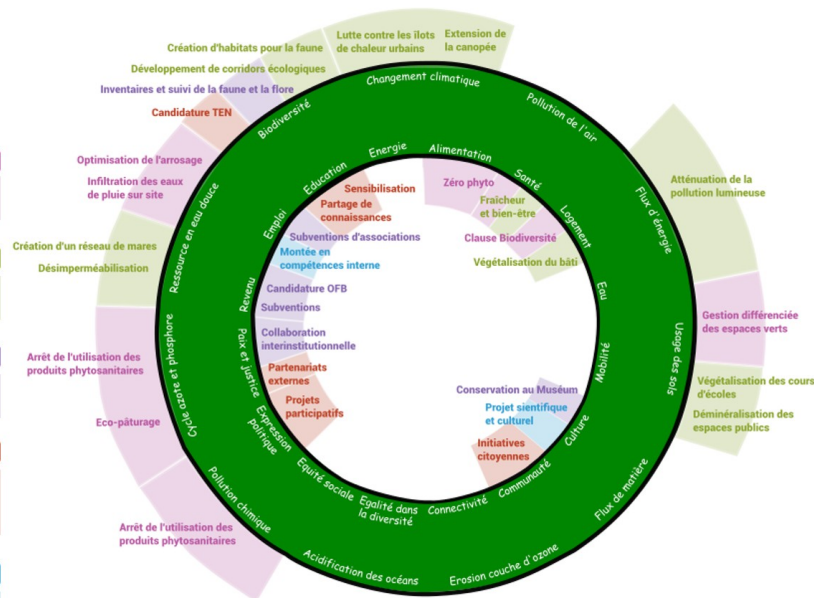 Lutte contre les îlots
de chaleur urbains
Extension de
la canopée
Création d'habitats pour la faune
Développement de corridors écologiques
Inventaires et suivi de la faune et la flore
Candidature TEN
Optimisation de l'arrosage
Infiltration des eaux
de pluie sur site
Création d'un réseau de mares
Désimperméabilisation
Arrêt de l'utilisation des
produits phytosanitaires
Eco-pâturage
Arrêt de l'utilisation des
produits phytosanitaires
Atténuation de la
pollution lumineuse
Gestion différenciée
des espaces verts
Végétalisation des cours
d'écoles
Déminéralisation des
espaces publics
Changement climatique
Pollution de l'air
Flux d'énergie
Usage des sols
Flux de matière
Erosion couche d'ozone
Acidification des océans
Pollution chimique
Cycle azote et phosphore
Ressource en eau douce
Biodiversité
Energie
Alimentation
Santé
Logement
Eau
Mobilité
Culture
Communauté
Connectivité
Egalité dans
la diversité
Equité sociale
Expression
politique
Paix et justice
Revenu
Emploi
Education
Sensibilisation
Partage de
connaissances
Subventions d'associations
Montée en
compétences interne
Candidature OFB
Subventions
Collaboration
interinstitutionnelle
Partenariats
externes
Projets
participatifs
Zéro phyto
Fraîcheur
et bien-être
Clause Biodiversité
Végétalisation du bâti
Conservation au Muséum
Projet sientifique
et culturel
Initiatives
citoyennes